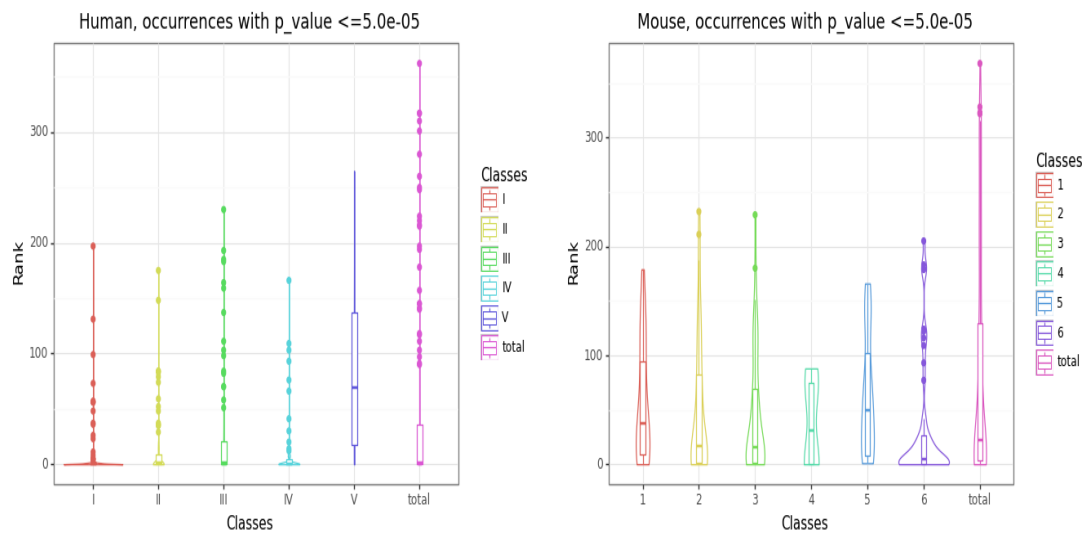 Human, occurrences with p_value <=5.0e-05
Rank
300
200
100
0
I II III IV V total
Classes
Classes
I
II
III
IV
V
total
Mouse, occurrences with p_value <=5.0e-05
Rank
300
200
100
0
1 2 3 4 5 6 total
Classes
Classes
1
2
3
4
5
6
total